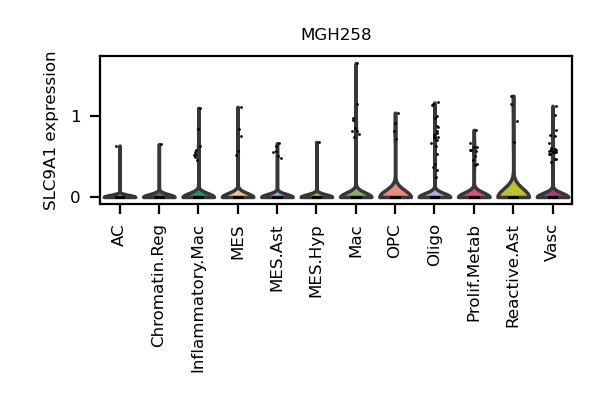 MGH258
SLC9A1 expression
1
0
AC
Chromatin.Reg
Inflammatory.Mac
MES
MES.Ast
MES.Hyp
Mac
OPC
Oligo
Prolif.Metab
Reactive.Ast
Vasc